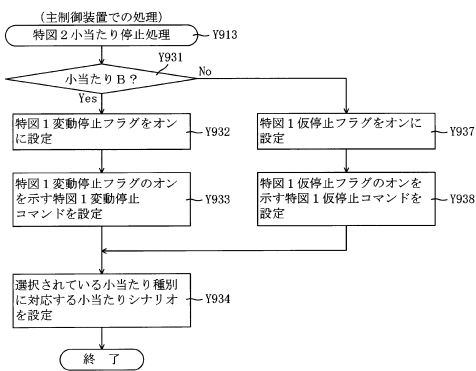 (主制御装置での処理)
特図2小当たり停止処理
Y913
Y931
小当たりB?
No
Yes
特図1変動停止フラグをオン
に設定
Y932
特図1仮停止フラグをオンに
設定
Y937
特図1変動停止フラグのオン
を示す特図1変動停止
コマンドを設定
Y933
特図1仮停止フラグのオンを
示す特図1仮停止コマンドを
設定
Y938
選択されている小当たり種別
に対応する小当たりシナリオ
を設定
Y934
終 了